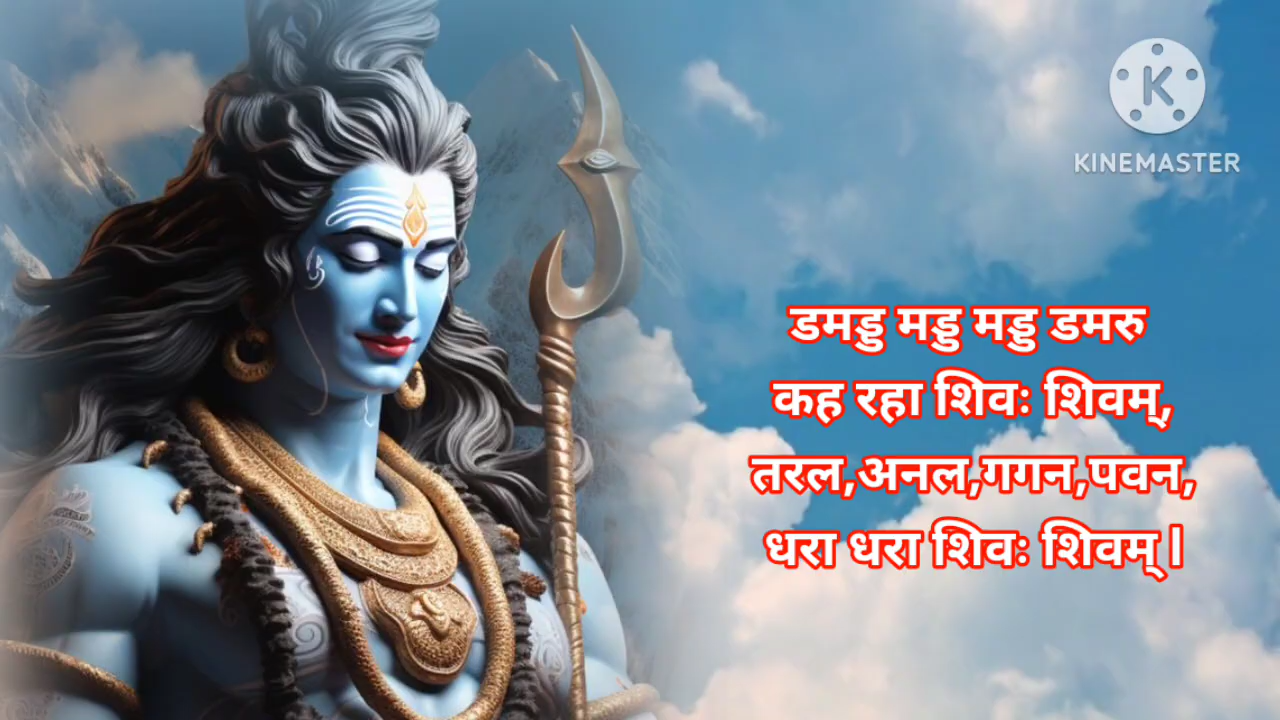 KINEMASTER
डमड्ड मड्ड मड्ड डमरु
कह रहा शिवः शिवम्,
तरल,अनल,गगन,पवन,
धरा धरा शिवः शिवम् |